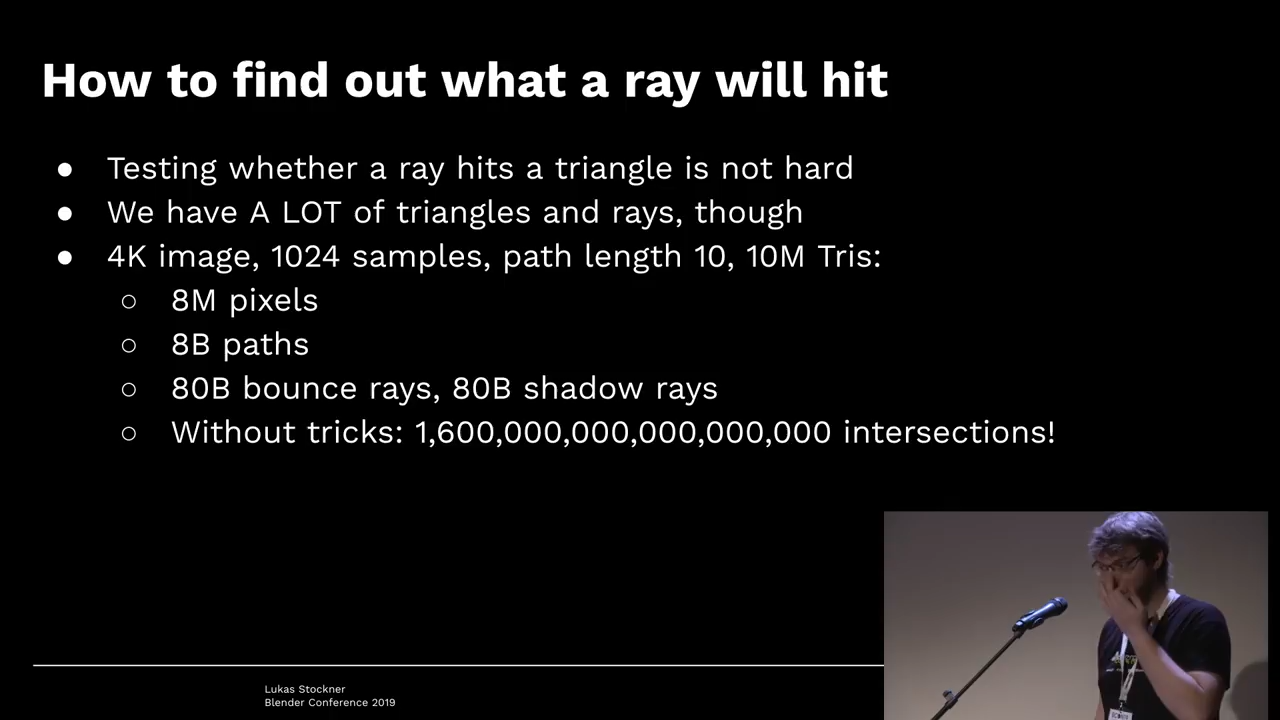 How to find out what a ray will hit
● Testing whether a ray hits a triangle is not hard
● We have A LOT of triangles and rays, though
● 4K image, 1024 samples, path length 10, 10M Tris:
○ 8M pixels
○ 8B paths
○ 80B bounce rays, 80B shadow rays
○ Without tricks: 1,600,000,000,000,000,000 intersections!
Lukas Stockner
Blender Conference 2019